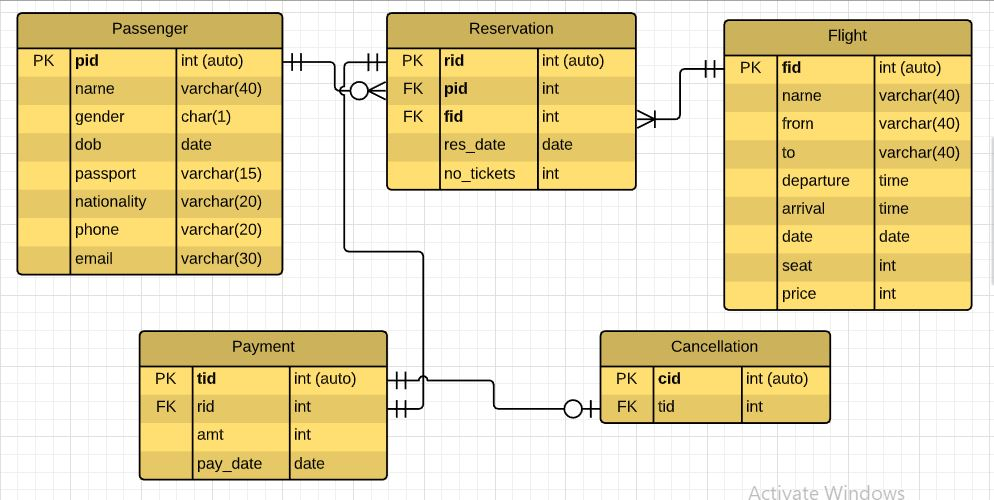 Passenger
PK pid int (auto)
name varchar(40)
gender char(1)
dob date
passport varchar(15)
nationality varchar(20)
phone varchar(20)
email varchar(30)
Reservation
PK rid int (auto)
FK pid int
FK fid int
res_date date
no_tickets int
Flight
PK fid int (auto)
name varchar(40)
from varchar(40)
to varchar(40)
departure time
arrival time
date date
seat int
price int
Payment
PK tid int (auto)
FK rid int
amt int
pay_date date
Cancellation
PK cid int (auto)
FK tid int
Activate Windows